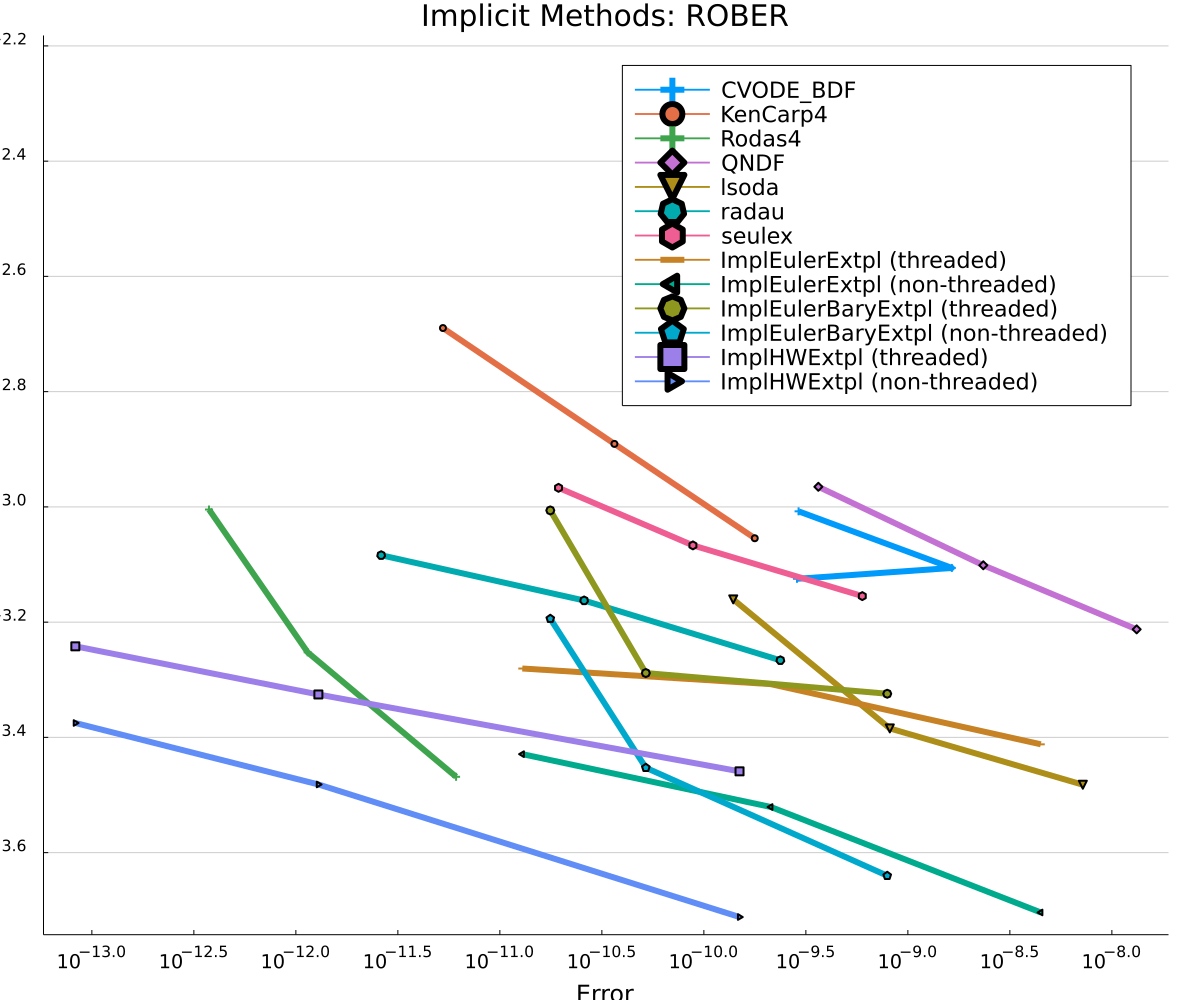 Implicit Methods: ROBER
2.2
2.4
2.6
2.8
3.0
3.2
3.4
3.6
CVODE_BDF
KenCarp4
Rodas4
QNDF
lsoda
radau
seulex
ImplEulerExtpl (threaded)
ImplEulerExtpl (non-threaded)
ImplEulerBaryExtpl (threaded)
ImplEulerBaryExtpl (non-threaded)
ImplHWExtpl (threaded)
ImplHWExtpl (non-threaded)
10⁻¹³·⁰ 10⁻¹²·⁵ 10⁻¹²·⁰ 10⁻¹¹·⁵ 10⁻¹¹·⁰ 10⁻¹⁰·⁵ 10⁻¹⁰·⁰ 10⁻⁹·⁵ 10⁻⁹·⁰ 10⁻⁸·⁵ 10⁻⁸·⁰
Error